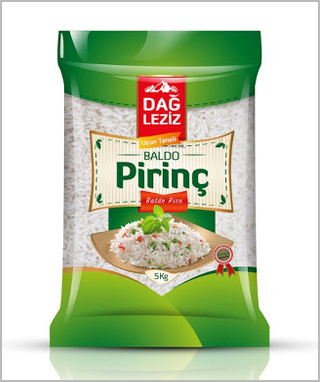 DAĞ
LEZİZ
Uzun Taneli
BALDO
Pirinç
Baldo Rice
5Kg